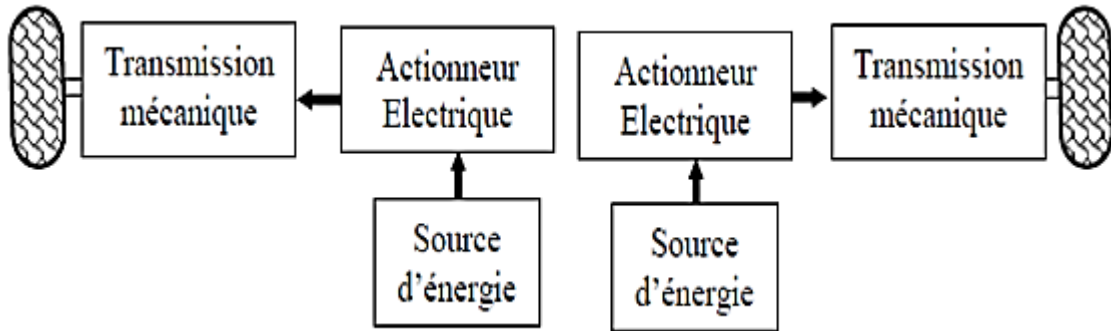 Transmission
mécanique
Actionneur
Electrique
Actionneur
Electrique
Transmission
mécanique
Source
d'énergie
Source
d'énergie